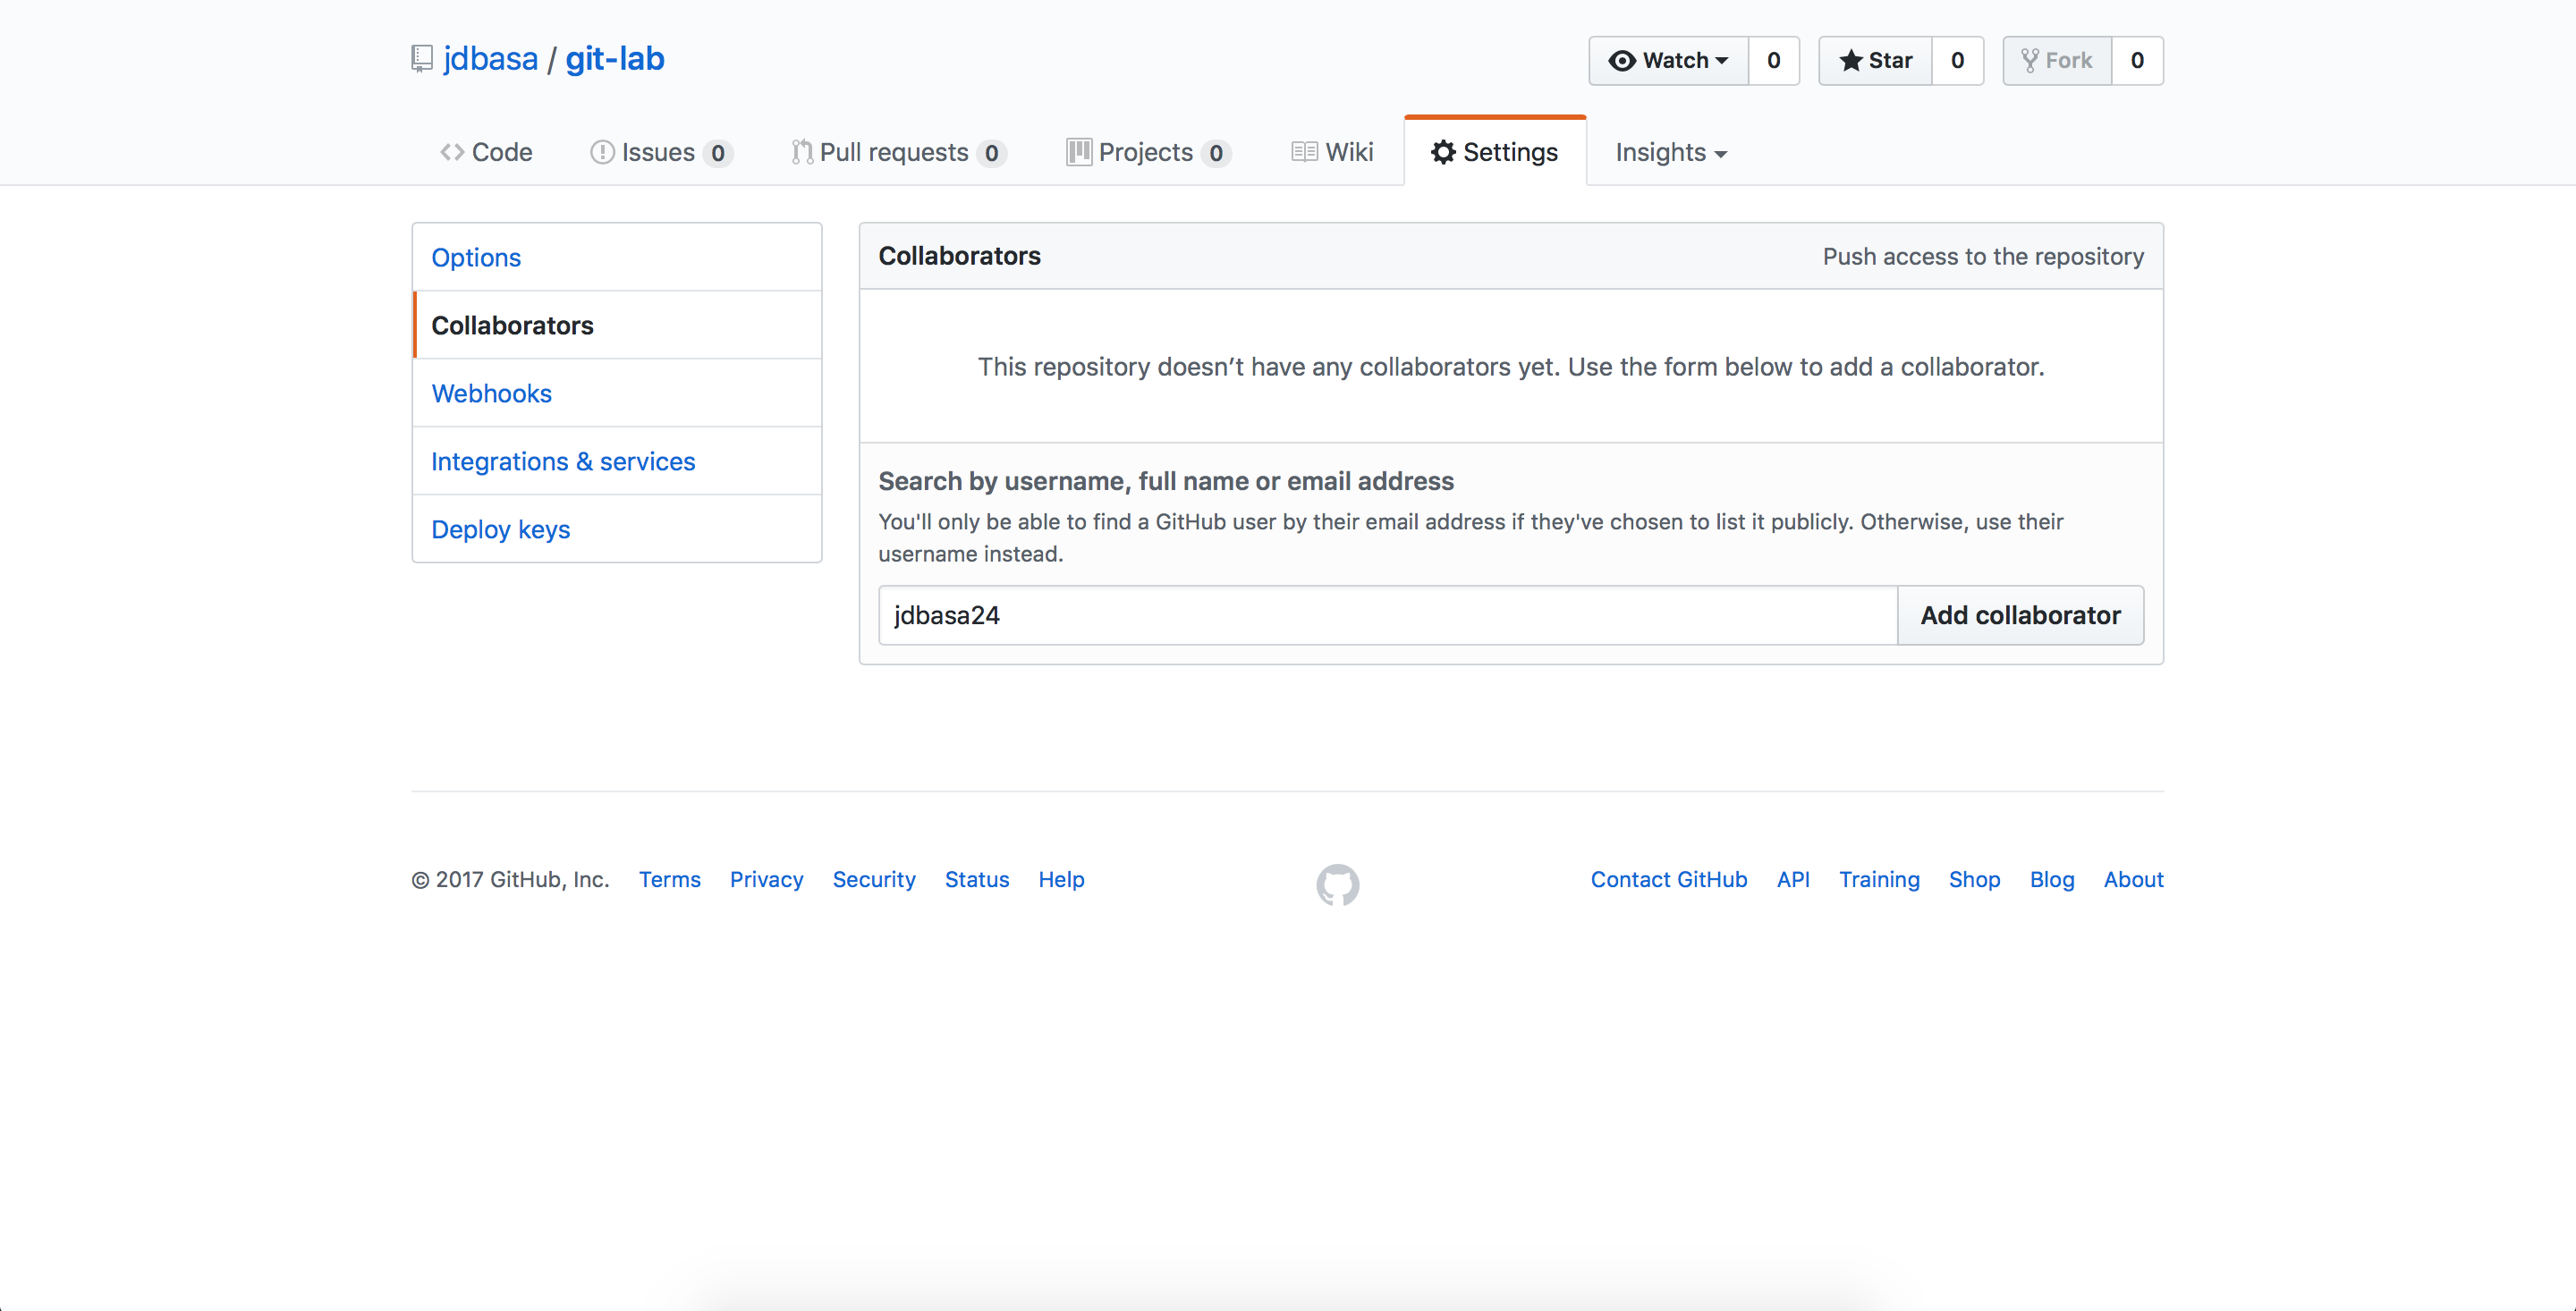 jdbasa / git-lab
Watch 0 Star 0 Fork 0
Code Issues 0 Pull requests 0 Projects 0 Wiki Settings Insights
Options
Collaborators
Webhooks
Integrations & services
Deploy keys
Collaborators Push access to the repository
This repository doesn’t have any collaborators yet. Use the form below to add a collaborator.
Search by username, full name or email address
You'll only be able to find a GitHub user by their email address if they've chosen to list it publicly. Otherwise, use their
username instead.
jdbasa24 Add collaborator
© 2017 GitHub, Inc. Terms Privacy Security Status Help Contact GitHub API Training Shop Blog About